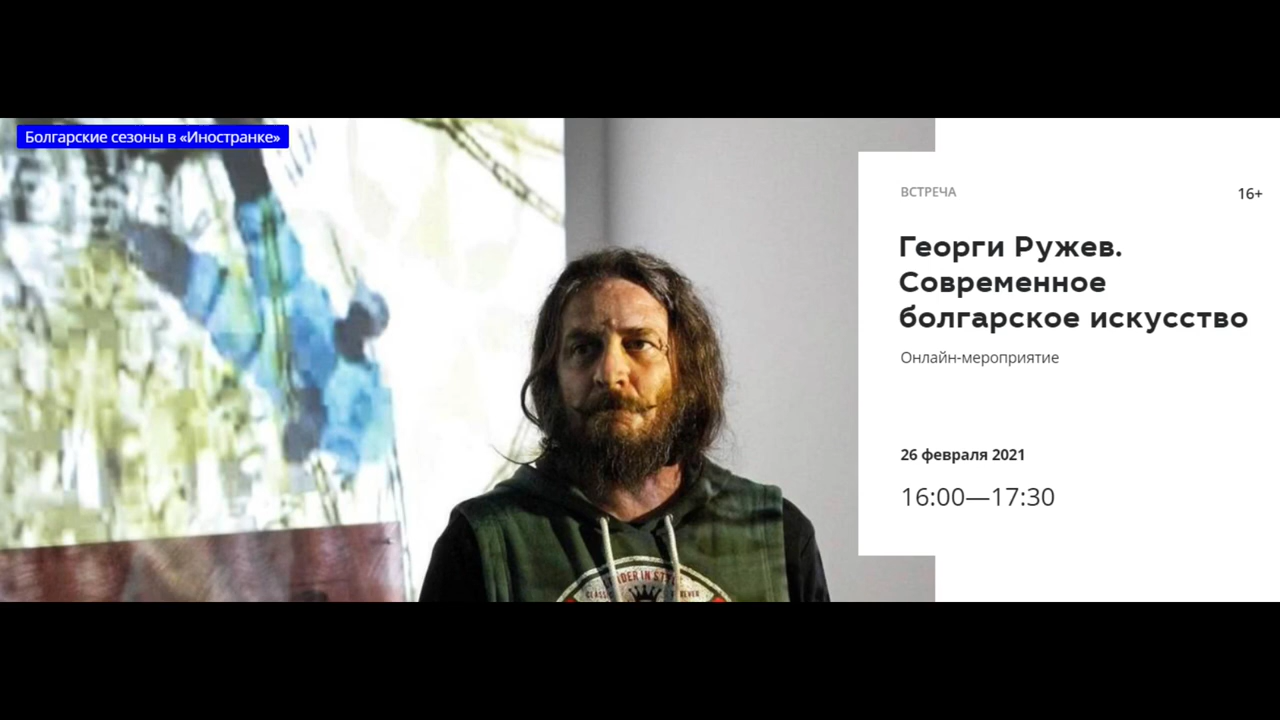 Болгарские сезоны в «Иностранке»
ВСТРЕЧА
16+
Георги Ружев.
Современное
болгарское искусство
Онлайн-мероприятие
26 февраля 2021
16:00—17:30